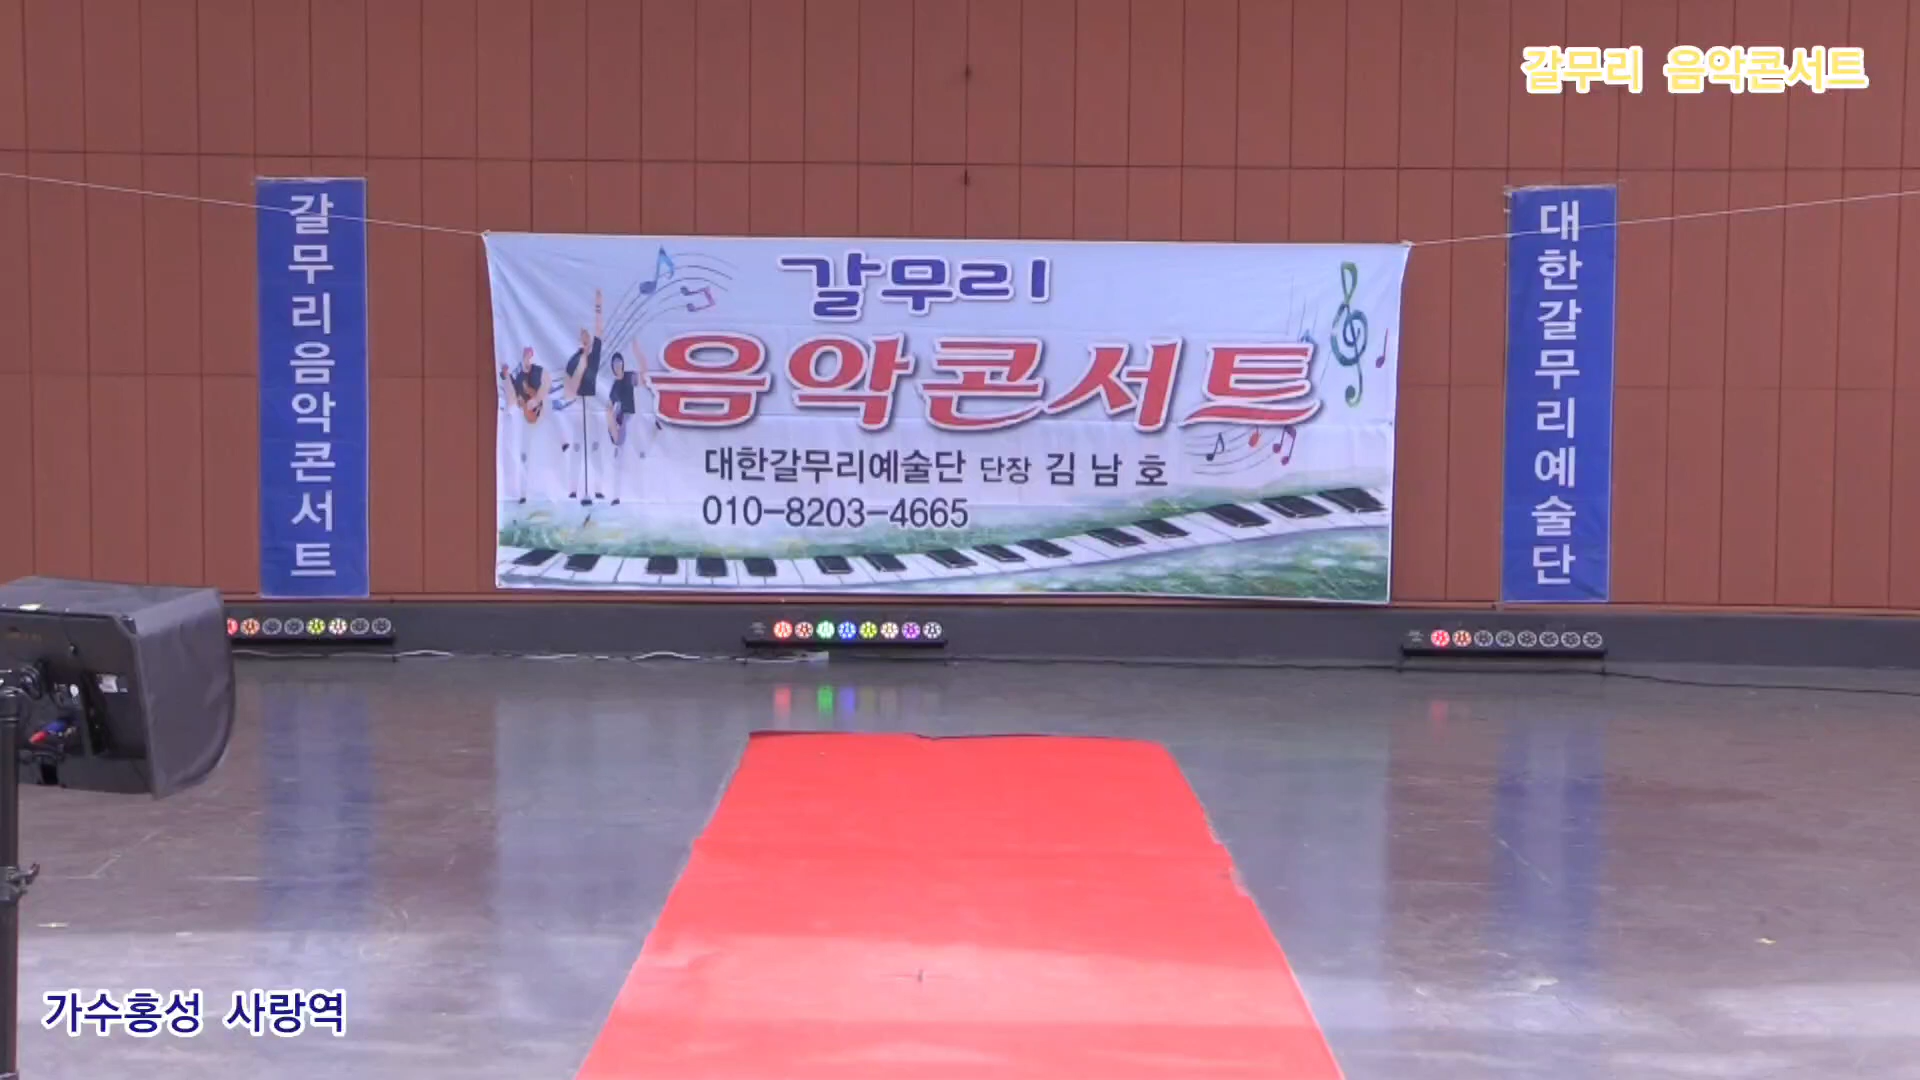 갈무리 음악콘서트
갈무리음악콘서트
갈무리
음악콘서트
대한갈무리예술단 단장 김 남 호
010-8203-4665
대한갈무리예술단
가수홍성 사랑역